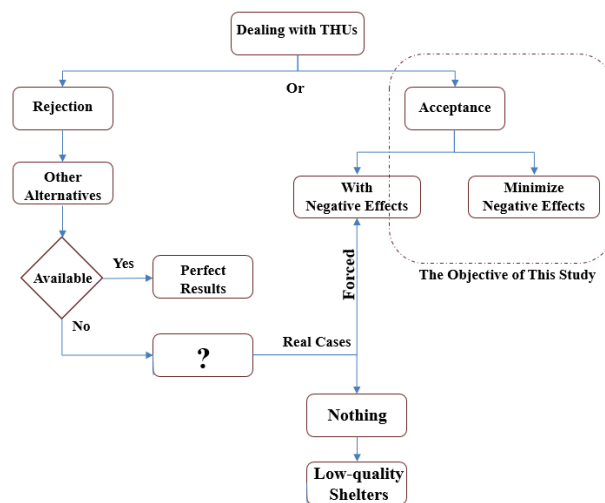 Dealing with THUs
Or
Rejection
Acceptance
Other
Alternatives
With
Negative Effects
Minimize
Negative Effects
Available
Yes
Perfect
Results
Forced
The Objective of This Study
No
?
Real Cases
Nothing
Low-quality
Shelters